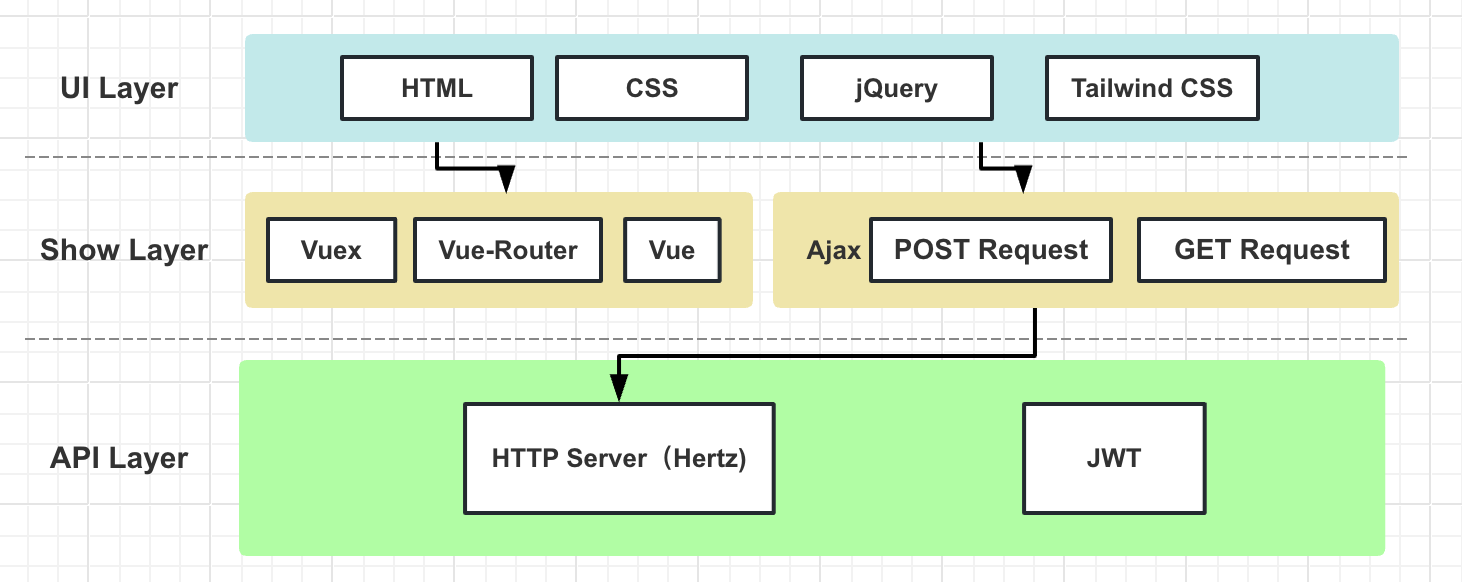 UI Layer
HTML
CSS
jQuery
Tailwind CSS
Show Layer
Vuex
Vue-Router
Vue
Ajax
POST Request
GET Request
API Layer
HTTP Server（Hertz)
JWT